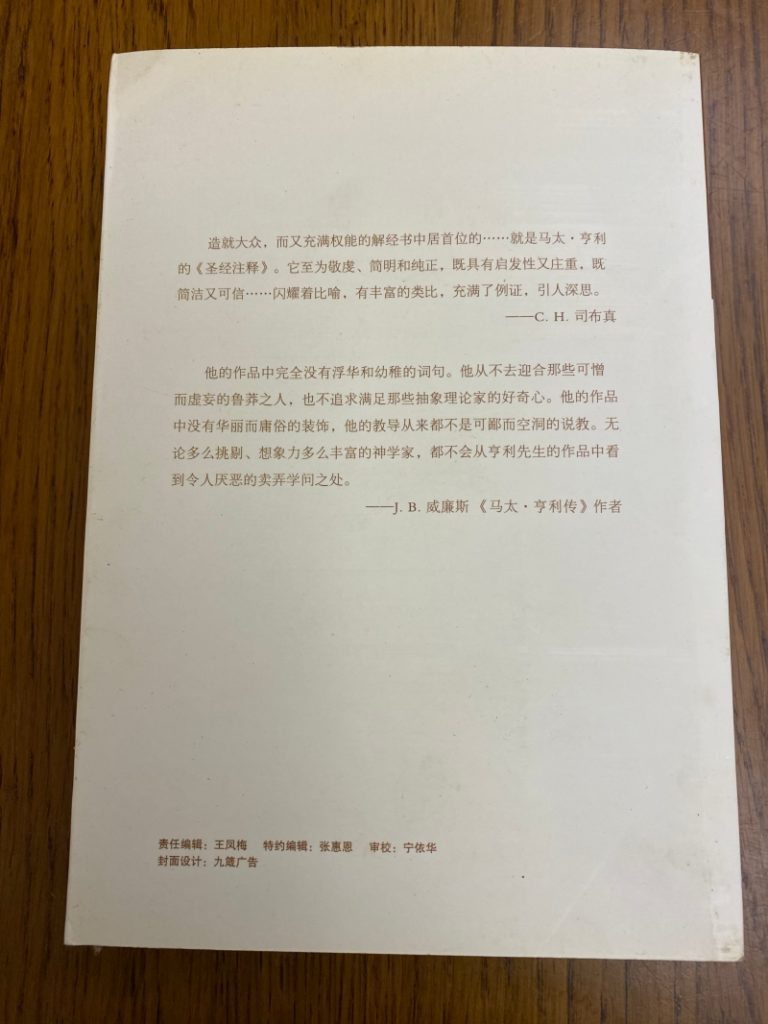 造就大众，而又充满权能的解经书中居首位的……就是马太·亨利
的《圣经注释》。它至为敬虔、简明和纯正，既具有启发性又庄重，既
简洁又可信……闪耀着比喻，有丰富的类比，充满了例证，引人深思。
——C. H. 司布真
他的作品中完全没有浮华和幼稚的词句。他从不去迎合那些可憎
而虚妄的鲁莽之人，也不追求满足那些抽象理论家的好奇心。他的作品
中没有华丽而庸俗的装饰，他的教导从来都不是可鄙而空洞的说教。无
论多么挑剔、想象力多么丰富的神学家，都不会从亨利先生的作品中看
到令人厌恶的卖弄学问之处。
——J. B. 威廉斯 《马太·亨利传》作者
责任编辑：王凤梅 特约编辑：张惠恩 审校：宁依华
封面设计：九筵广告